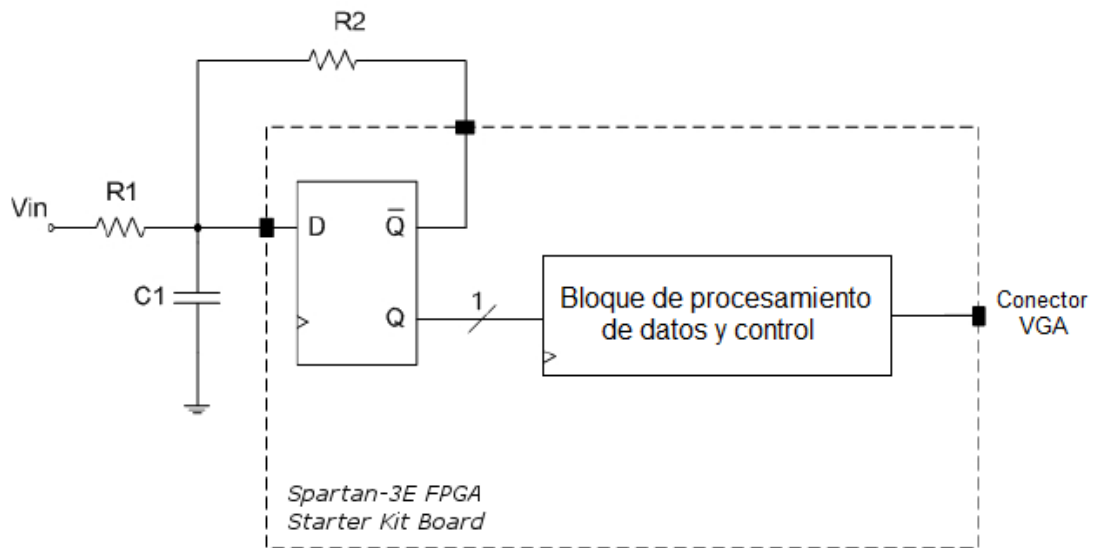 R2
R1
Vin
D
Q
C1
Q
1
Bloque de procesamiento
de datos y control
Conector
VGA
Spartan-3E FPGA
Starter Kit Board